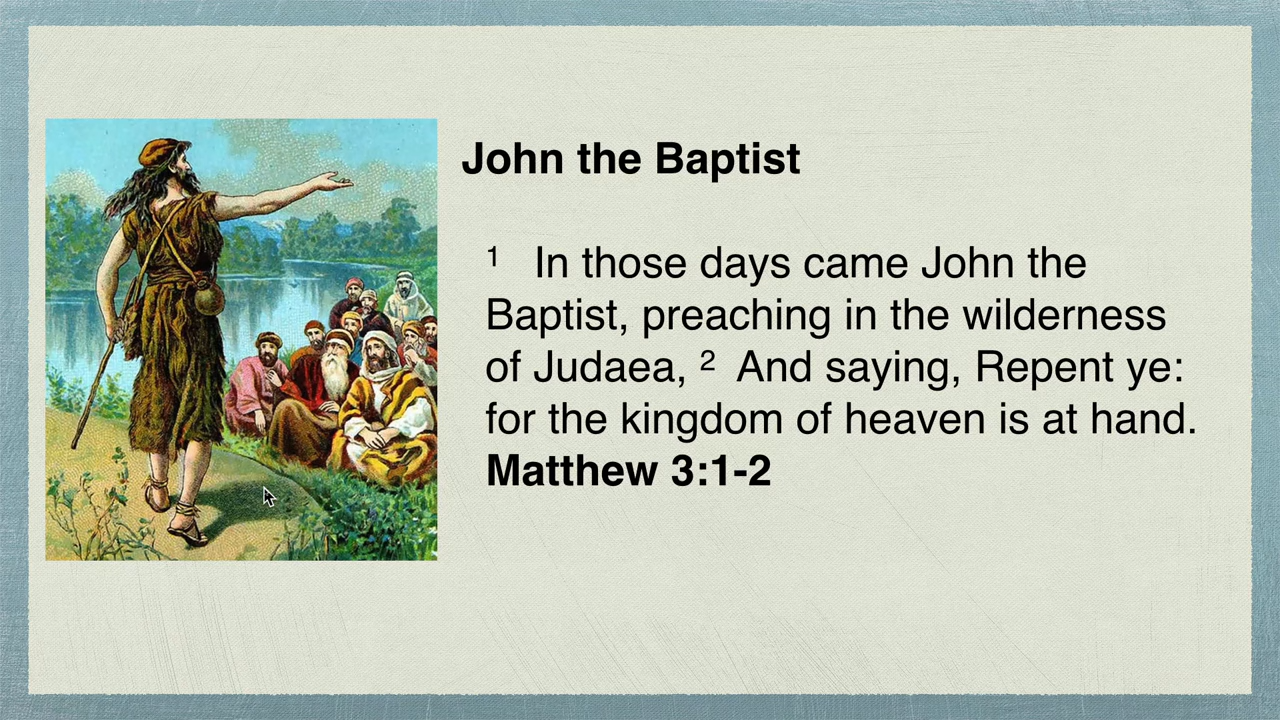 John the Baptist
1 In those days came John the
Baptist, preaching in the wilderness
of Judaea, 2 And saying, Repent ye:
for the kingdom of heaven is at hand.
Matthew 3:1-2